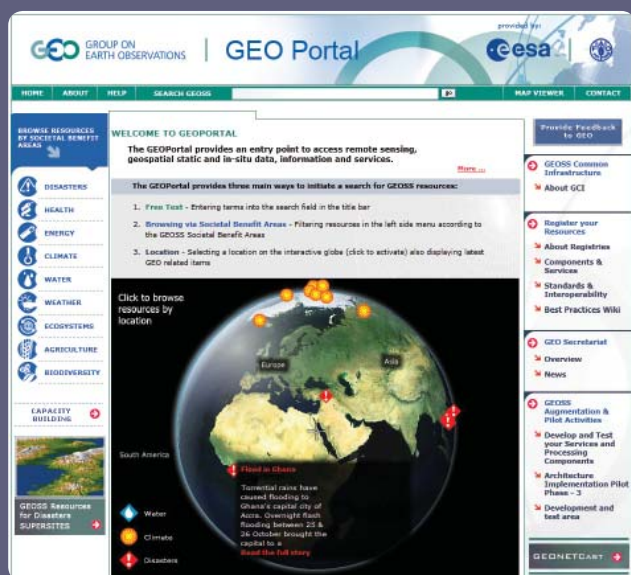 provided by:
GEO GROUP ON
EARTH OBSERVATIONS
GEO Portal
esa
HOME ABOUT HELP SEARCH GEOSS go MAP VIEWER CONTACT
BROWSE RESOURCES
BY SOCIETAL BENEFIT
AREAS
DISASTERS
HEALTH
ENERGY
CLIMATE
WATER
WEATHER
ECOSYSTEMS
AGRICULTURE
BIODIVERSITY
CAPACITY
BUILDING
GEOSS Resources
for Disasters
SUPERSITES
WELCOME TO GEOPORTAL
The GEOPortal provides an entry point to access remote sensing,
geospatial static and in-situ data, information and services.
More ...
The GEOPortal provides three main ways to initiate a search for GEOSS resources:
1. Free Text - Entering terms into the search field in the title bar
2. Browsing via Societal Benefit Areas - Filtering resources in the left side menu according to
the GEOSS Societal Benefit Areas
3. Location - Selecting a location on the interactive globe (click to activate) also displaying latest
GEO related items
Click to browse
resources by
location
Europe
Asia
South America
Flood in Ghana
Torrential rains have
caused flooding to
Ghana's capital city of
Accra. Overnight flash
flooding between 25 &
26 October brought the
capital to a
Read the full story
Water
Climate
Disasters
Provide Feedback
to GEO
GEOSS Common
Infrastructure
About GCI
Register your
Resources
About Registries
Components &
Services
Standards &
Interoperability
Best Practices Wiki
GEO Secretariat
Overview
News
GEOSS
Augmentation &
Pilot Activities
Develop and Test
your Services and
Processing
Components
Architecture
Implementation Pilot
Phase - 3
Development and
test area
GEONETCAST